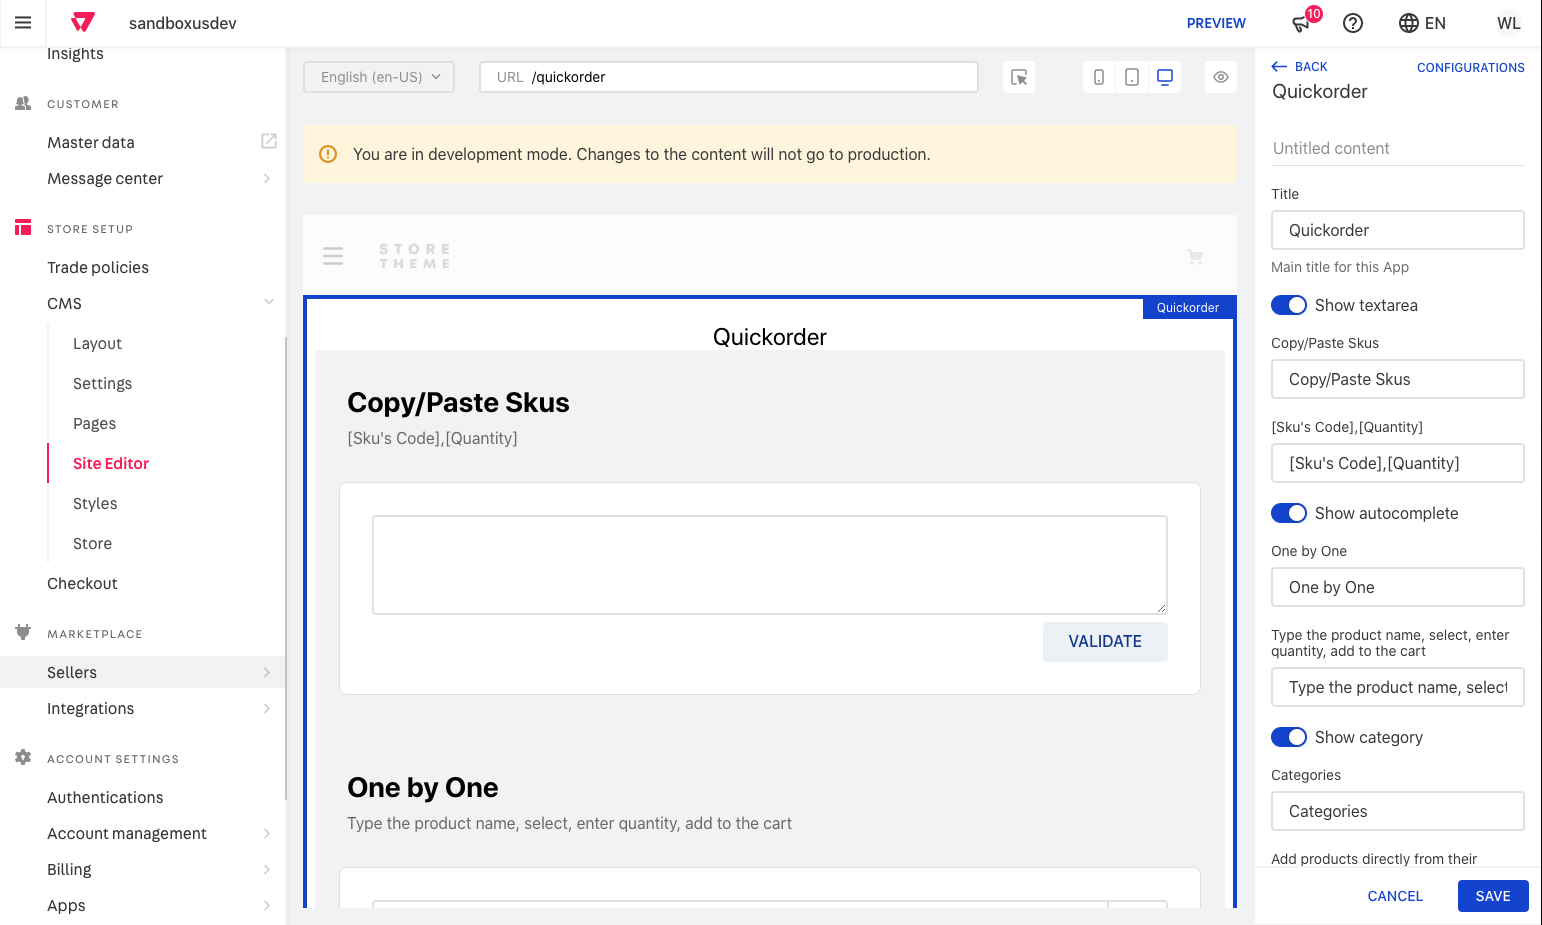 sandboxusdev
PREVIEW
10
EN
WL
Insights
CUSTOMER
Master data
Message center
STORE SETUP
Trade policies
CMS
Layout
Settings
Pages
Site Editor
Styles
Store
Checkout
MARKETPLACE
Sellers
Integrations
ACCOUNT SETTINGS
Authentications
Account management
Billing
Apps
English (en-US)
URL /quickorder
You are in development mode. Changes to the content will not go to production.
STORE
THEME
Quickorder
Quickorder
Copy/Paste Skus
[Sku's Code],[Quantity]
VALIDATE
One by One
Type the product name, select, enter quantity, add to the cart
BACK
CONFIGURATIONS
Quickorder
Untitled content
Title
Quickorder
Main title for this App
Show textarea
Copy/Paste Skus
Copy/Paste Skus
[Sku's Code],[Quantity]
[Sku's Code],[Quantity]
Show autocomplete
One by One
One by One
Type the product name, select, enter
quantity, add to the cart
Type the product name, select
Show category
Categories
Categories
Add products directly from their
CANCEL
SAVE